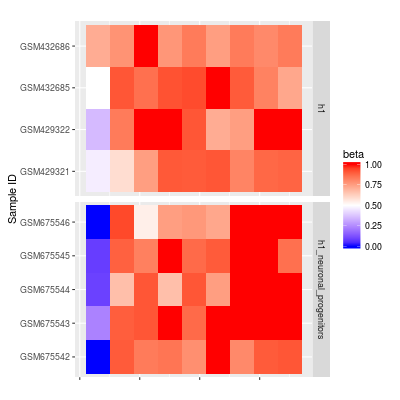 GSM432686
GSM432685
GSM429322
GSM429321
h1
GSM675546
GSM675545
GSM675544
GSM675543
GSM675542
h1_neuronal_progenitors
Sample ID
beta
1.00
0.75
0.50
0.25
0.00